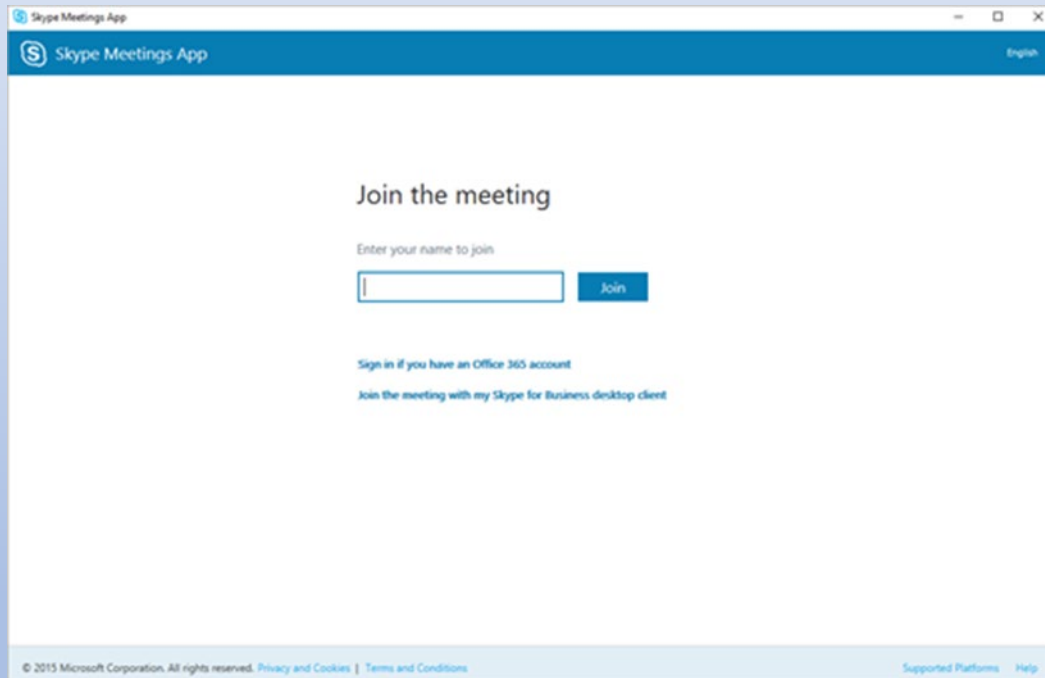 Skype Meetings App
Skype Meetings App
English
Join the meeting
Enter your name to join
Join
Sign in if you have an Office 365 account
Join the meeting with my Skype for Business desktop client
© 2015 Microsoft Corporation. All rights reserved. Privacy and Cookies | Terms and Conditions Supported Platforms Help